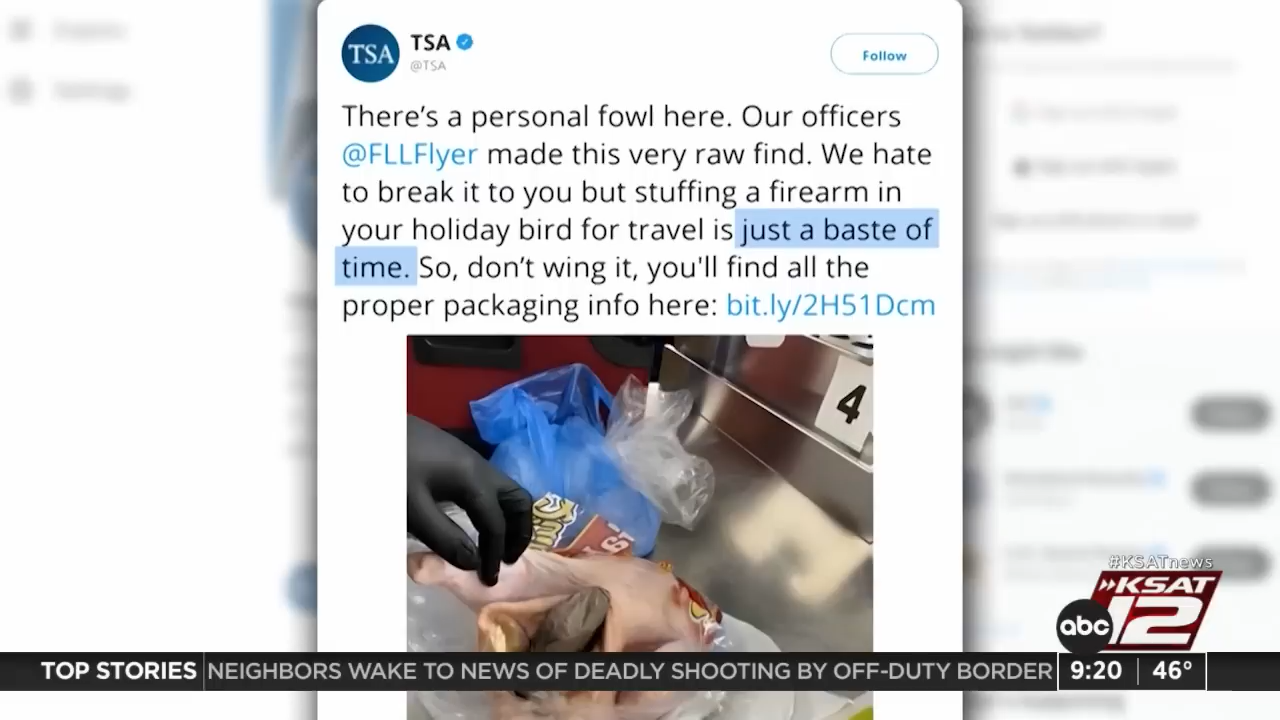 TSA
TSA
@TSA
Follow
There's a personal fowl here. Our officers
@FLLFlyer made this very raw find. We hate
to break it to you but stuffing a firearm in
your holiday bird for travel is just a baste of
time. So, don't wing it, you'll find all the
proper packaging info here: bit.ly/2H51Dcm
4
#KSATnews
KSAT
abc
12
TOP STORIES
NEIGHBORS WAKE TO NEWS OF DEADLY SHOOTING BY OFF-DUTY BORDER
9:20
46°